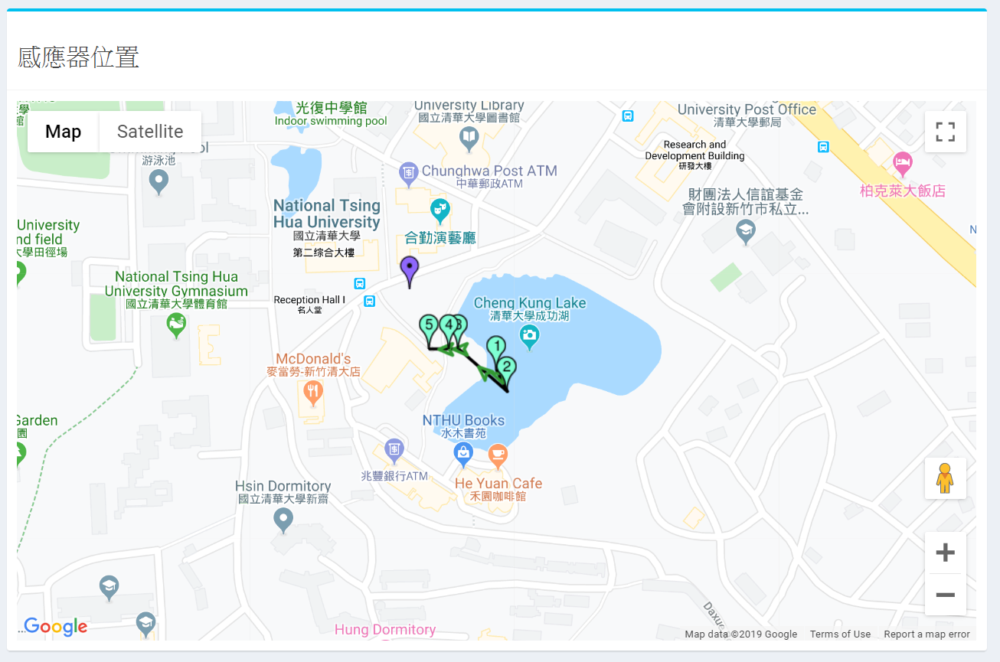 感應器位置
學
館
Map
Satellite
游泳池
光復中學館
Indoor swimming pool
University Library
國立清華大學圖書館
University Post Office
清華大學郵局
Research and
Development Building
研發大樓
Chunghwa Post ATM
中華郵政ATM
柏克萊大飯店
財團法人信誼基金
會附設新竹市私立...
National Tsing
Hua University
國立清華大學
第二综合大樓
合勤演藝廳
University
nd field
大學田徑場
N
National Tsing Hua
University Gymnasium
國立清華大學體育館
Reception Hall I
名人堂
Cheng Kung Lake
清華大學成功湖
5
4
3
1
2
McDonald's
麥當勞-新竹清大店
Garden
園
NTHU Books
水木書苑
兆豐銀行ATM
He Yuan Cafe
禾園咖啡館
Hsin Dormitory
國立清華大學新齋
Hung Dormitory
Daxue
...Google
Map data ©2019 Google
Terms of Use
Report a map error